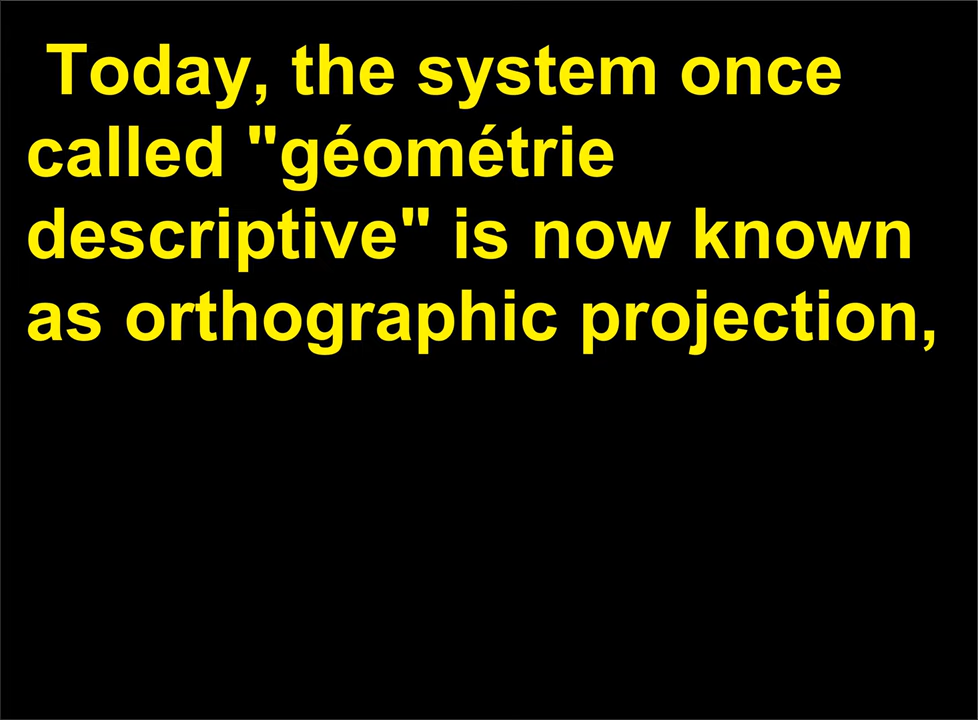 Today, the system once
called "géométrie
descriptive" is now known
as orthographic projection,